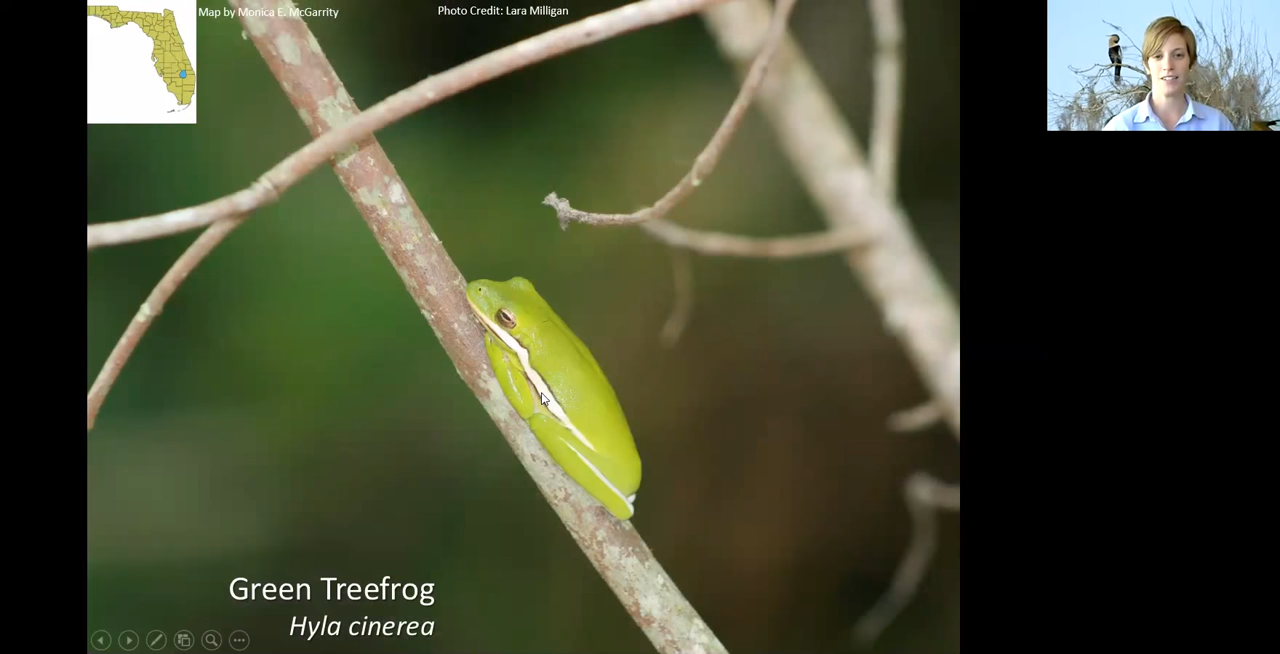 Map by Monica E. McGarrity
Photo Credit: Lara Milligan
Green Treefrog
Hyla cinerea